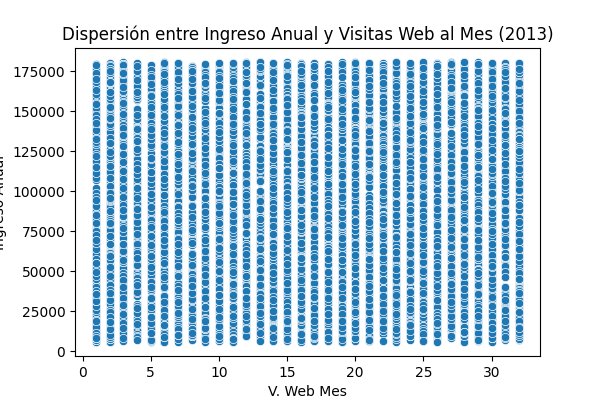 Dispersión entre Ingreso Anual y Visitas Web al Mes (2013)
175000
150000
125000
100000
75000
50000
25000
0
Ingreso Anual
0 5 10 15 20 25 30
V. Web Mes